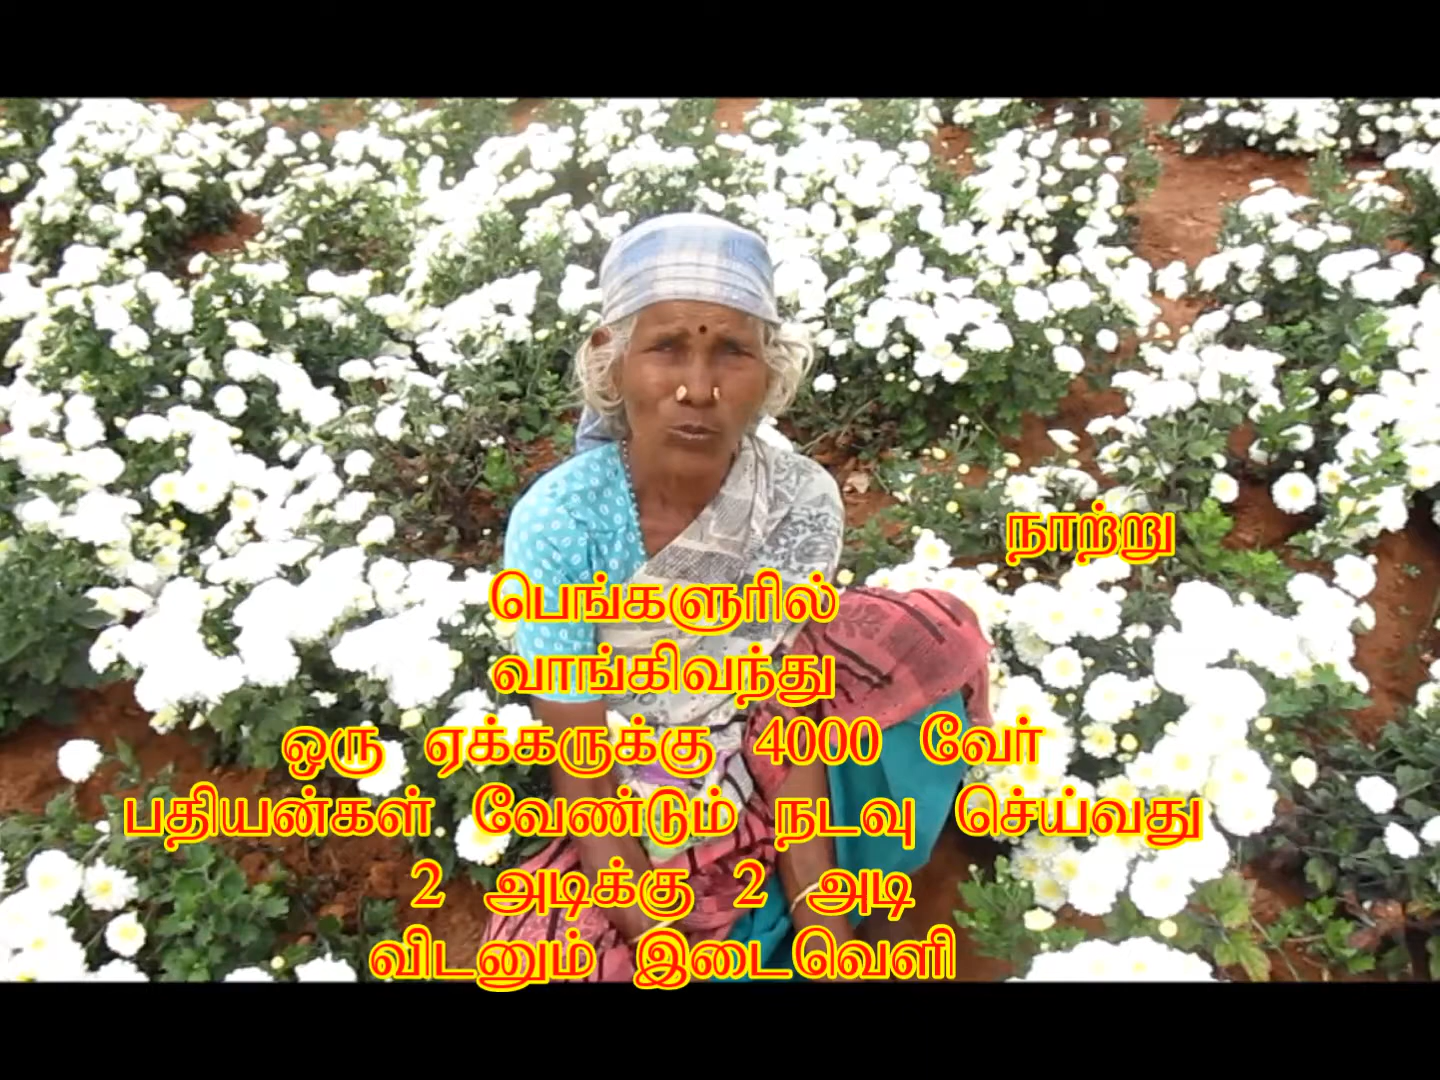 நாற்று
பெங்களுரில்
வாங்கிவந்து
ஒரு ஏக்கருக்கு 4000 வேர்
பதியன்கள் வேண்டும் நடவு செய்வது
2 அடிக்கு 2 அடி
விடனும் இடைவெளி